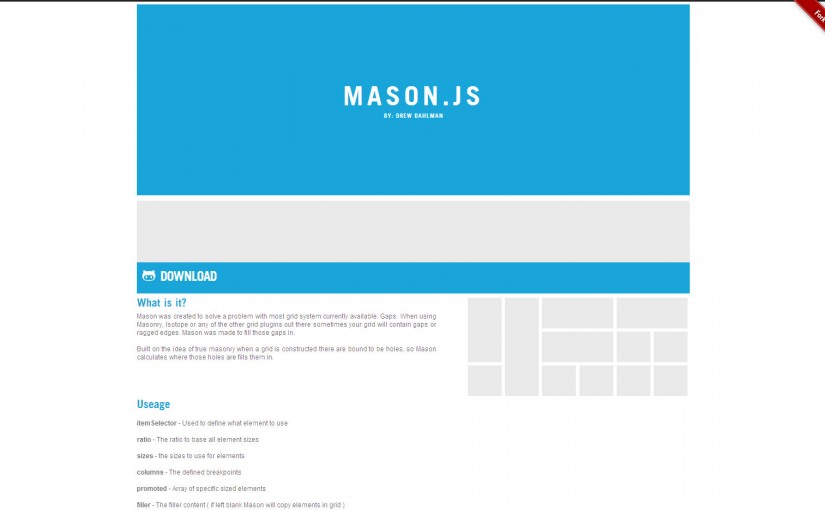 Fork
MASON.JS
BY: DREW DAHLMAN
DOWNLOAD
What is it?
Mason was created to solve a problem with most grid system currently available. Gaps. When using
Masonry, Isotope or any of the other grid plugins out there sometimes your grid will contain gaps or
ragged edges. Mason was made to fill those gaps in.
Built on the idea of true masonry when a grid is constructed there are bound to be holes, so Mason
calculates where those holes are fills them in.
Useage
itemSelector - Used to define what element to use
ratio - The ratio to base all element sizes
sizes - the sizes to use for elements
columns - The defined breakpoints
promoted - Array of specific sized elements
filler - The filler content ( if left blank Mason will copy elements in grid )